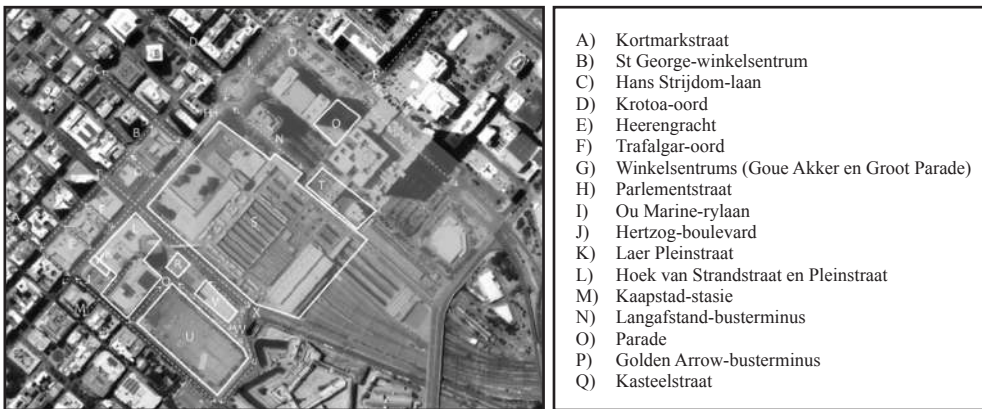 D
O
H
B
N
O
T
S
U
X
A) Kortmarkstraat
B) St George-winkelsentrum
C) Hans Strijdom-laan
D) Krotoa-oord
E) Heerengracht
F) Trafalgar-oord
G) Winkelsentrums (Goue Akker en Groot Parade)
H) Parlementstraat
I) Ou Marine-rylaan
J) Hertzog-boulevard
K) Laer Pleinstraat
L) Hoek van Strandstraat en Pleinstraat
M) Kaapstad-stasie
N) Langafstand-busterminus
O) Parade
P) Golden Arrow-busterminus
Q) Kasteelstraat